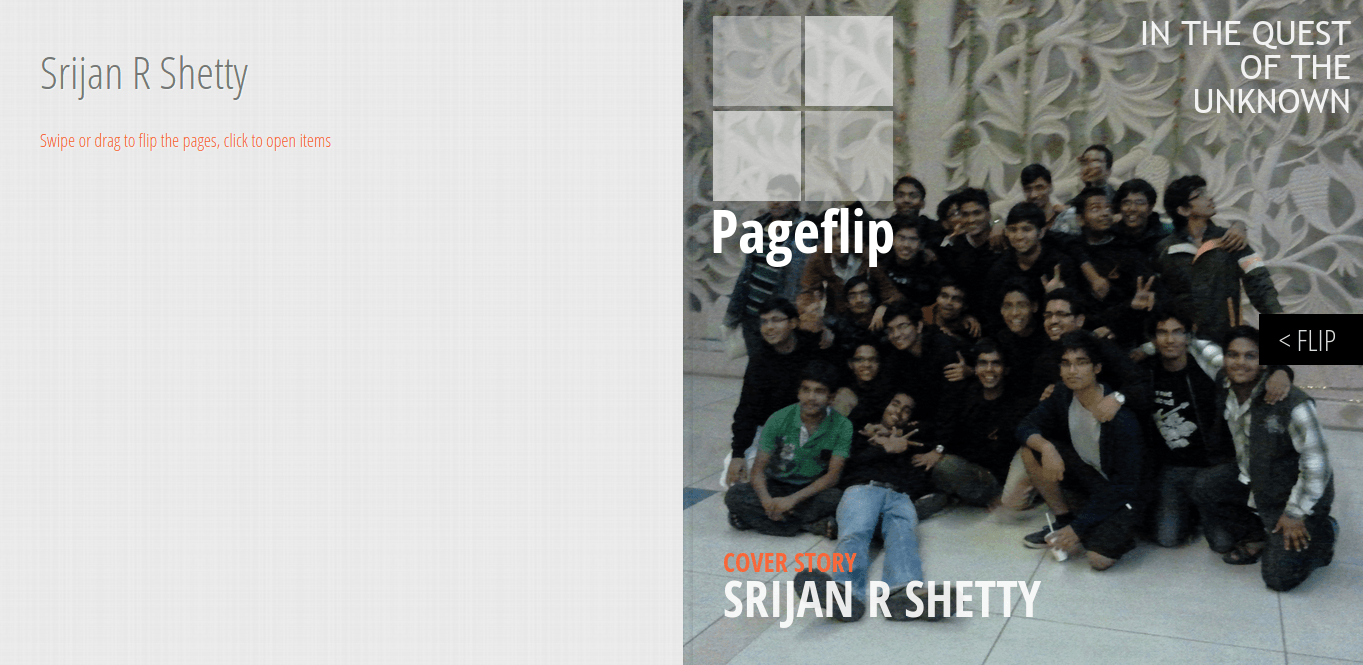 Srijan R Shetty
Swipe or drag to flip the pages, click to open items
IN THE QUEST
OF THE
UNKNOWN
Pageflip
< FLIP
COVER STORY
SRIJAN R SHETTY